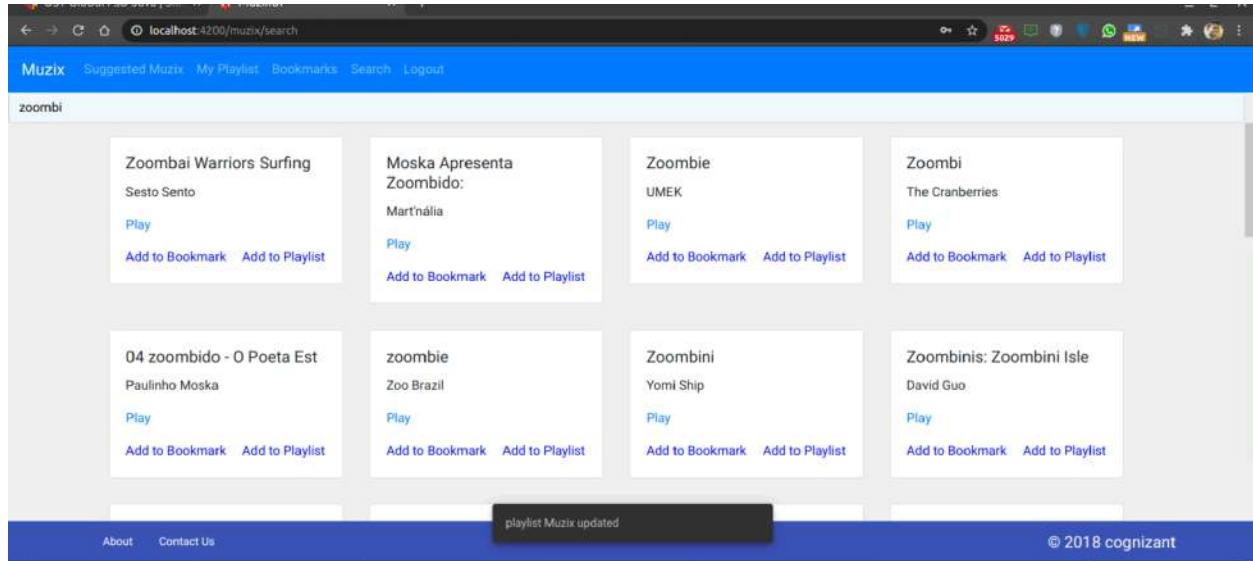 localhost:4200/muzix/search
5029
NEW
Muzix Suggested Muzix My Playlist Bookmarks Search Logout
zoombi
Zoombai Warriors Surfing
Sesto Sento
Play
Add to Bookmark Add to Playlist
Moska Apresenta
Zoombido:
Mart'nália
Play
Add to Bookmark Add to Playlist
Zoombie
UMEK
Play
Add to Bookmark Add to Playlist
Zoombi
The Cranberries
Play
Add to Bookmark Add to Playlist
04 zoombido - O Poeta Est
Paulinho Moska
Play
Add to Bookmark Add to Playlist
zoombie
Zoo Brazil
Play
Add to Bookmark Add to Playlist
Zoombini
Yomi Ship
Play
Add to Bookmark Add to Playlist
Zoombinis: Zoombini Isle
David Guo
Play
Add to Bookmark Add to Playlist
playlist Muzix updated
About Contact Us
© 2018 cognizant